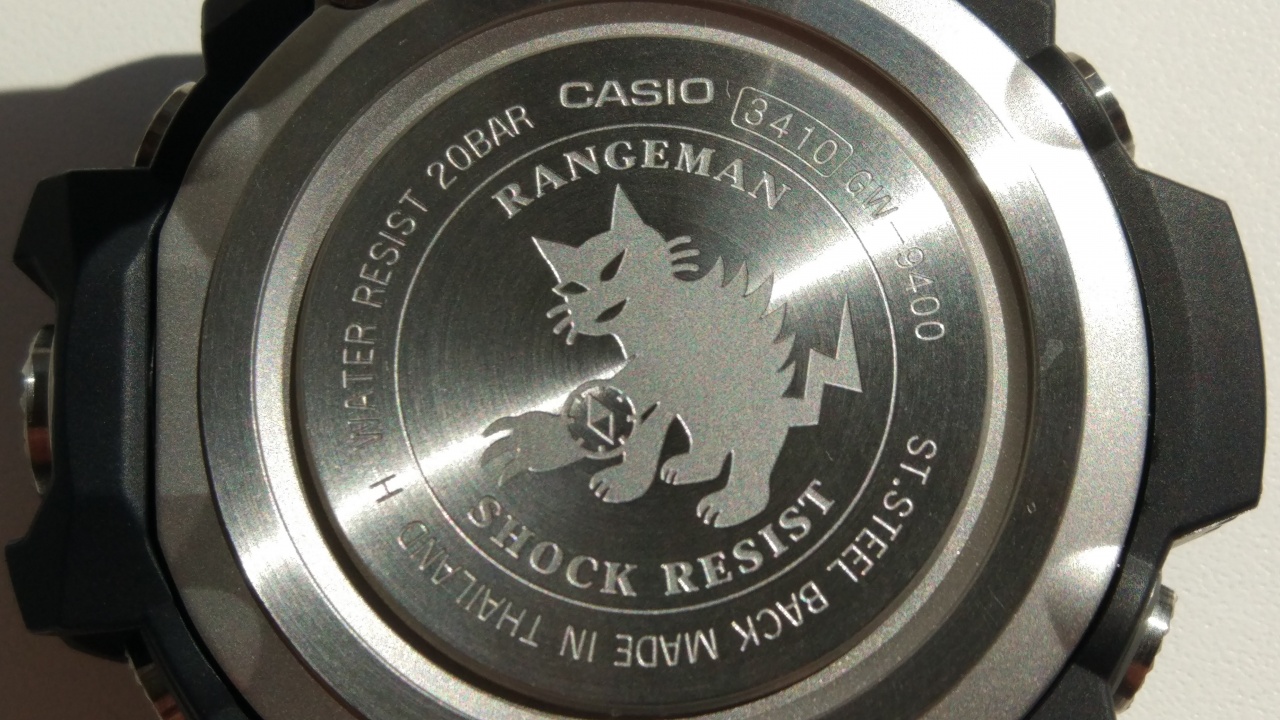 CASIO
3410
GW-9400
ST.STEEL BACK MADE IN THAILAND H
WATER RESIST 20BAR
RANGEMAN
SHOCK RESIST